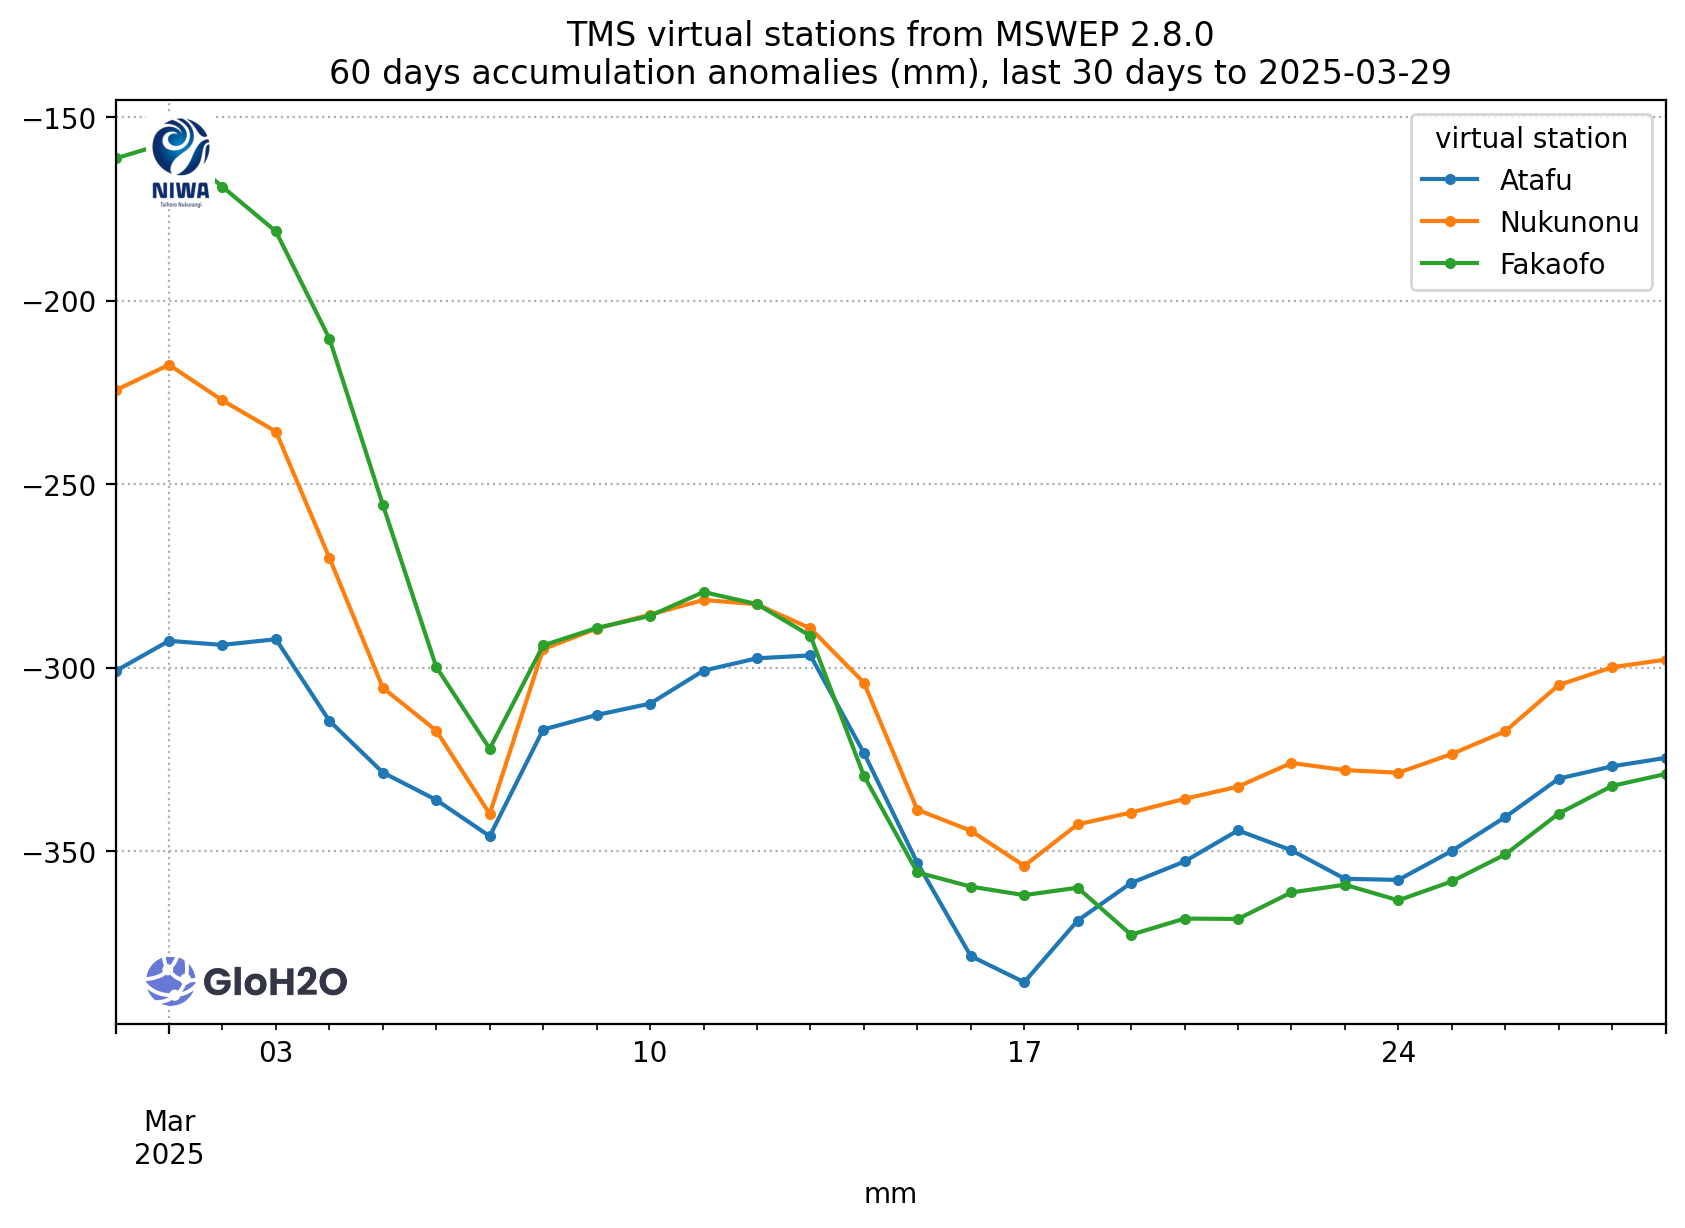 TMS virtual stations from MSWEP 2.8.0
60 days accumulation anomalies (mm), last 30 days to 2025-03-29
−150
−200
−250
−300
−350
NIWA
Taihoro Nukurangi
virtual station
Atafu
Nukunonu
Fakaofo
GloH2O
03
10
17
24
Mar
2025
mm